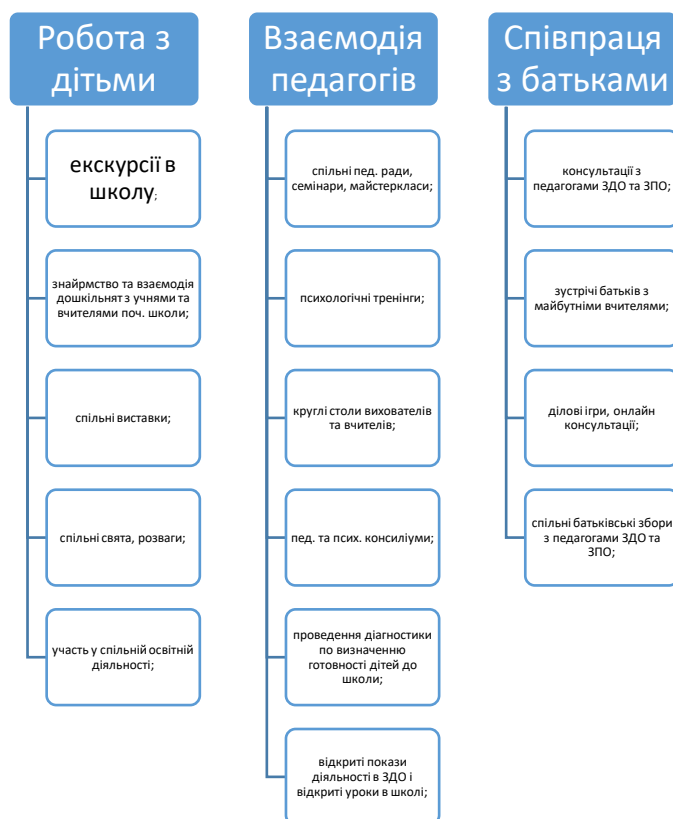 Робота з
дітьми
екскурсії в
школу;
знайрмство та взаємодія
дошкільнят з учнями та
вчителями поч. школи;
спільні виставки;
спільні свята, розваги;
участь у спільній освітній
діяльності;
Взаємодія
педагогів
спільні пед. ради,
семінари, майстеркласи;
психологічні тренінги;
круглі столи вихователів
та вчителів;
пед. та псих. консиліуми;
проведення діагностики
по визначенню
готовності дітей до
школи;
відкриті покази
діяльності в ЗДО і
відкриті уроки в школі;
Співпраця
з батьками
консультації з
педагогами ЗДО та ЗПО;
зустрічі батьків з
майбутніми вчителями;
ділові ігри, онлайн
консультації;
спільні батьківські збори
з педагогами ЗДО та
ЗПО;